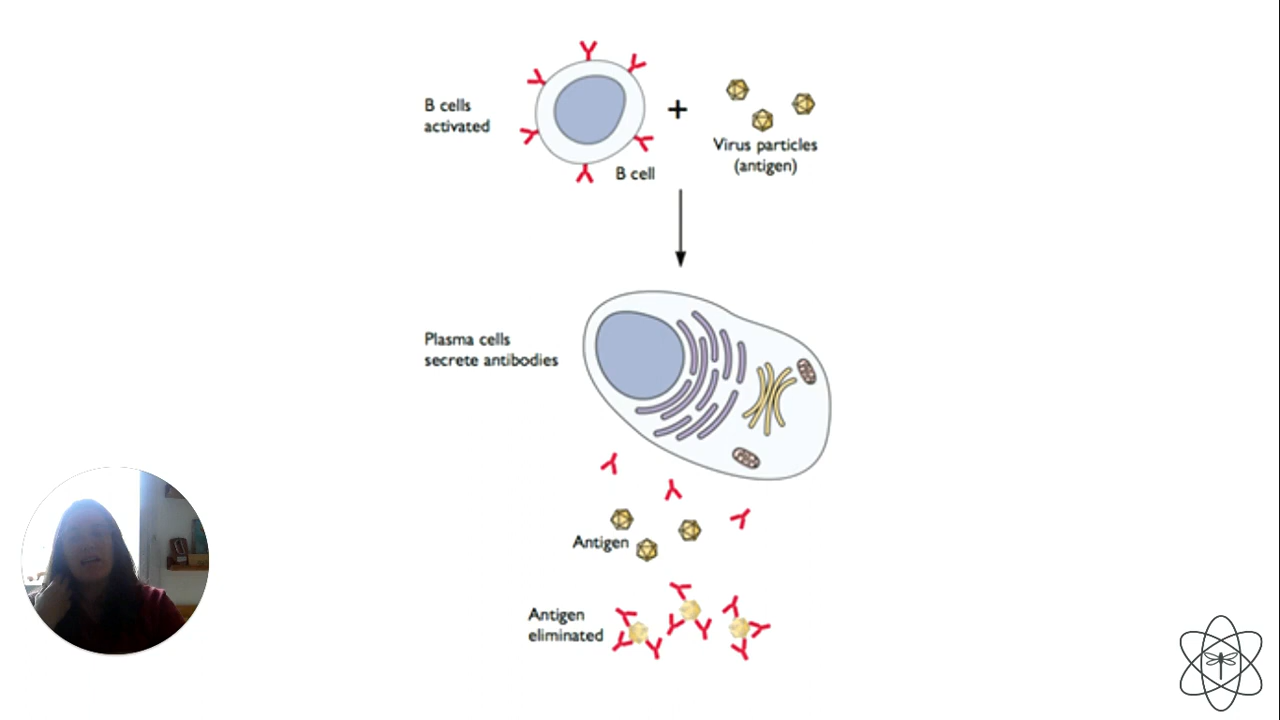 B cells
activated
B cell
Virus particles
(antigen)
Plasma cells
secrete antibodies
Antigen
Antigen
eliminated